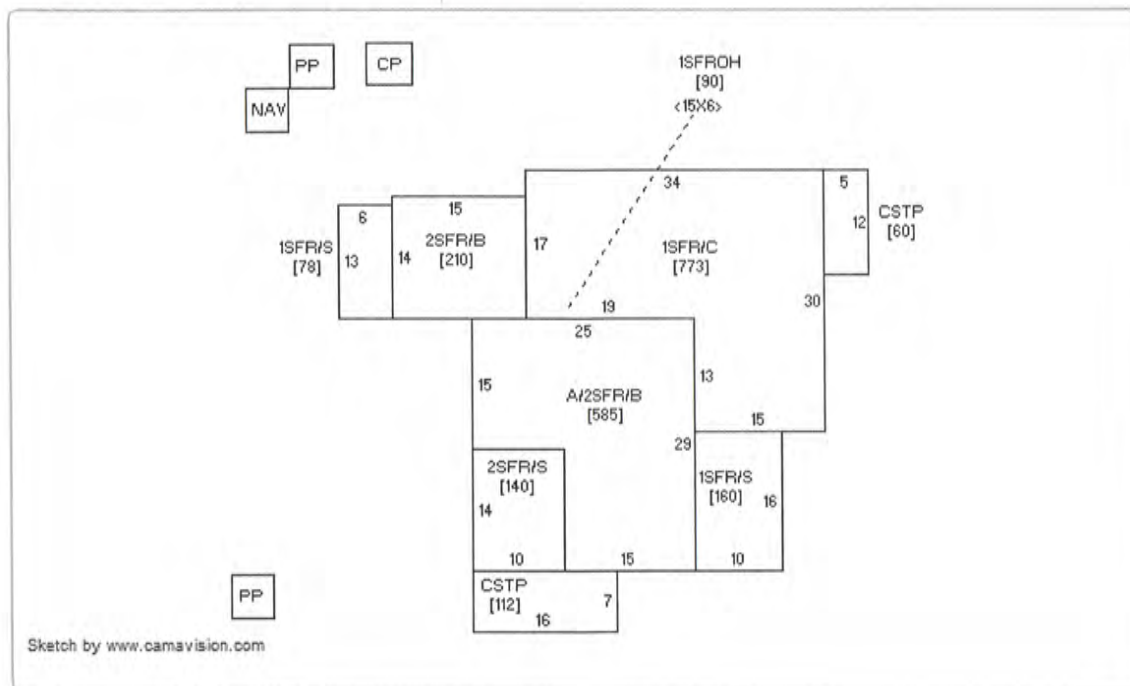 PP
CP
NAV
1SFROH
[90]
<15X6>
34
5
12
CSTP
[60]
6
15
1SFR/S
[78]
13
14
2SFR/B
[210]
17
1SFR/C
[773]
30
19
25
15
A/2SFR/B
[585]
13
15
29
2SFR/S
[140]
14
10
15
1SFR/S
[160]
16
10
CSTP
[112]
7
16
PP
Sketch by www.camavision.com